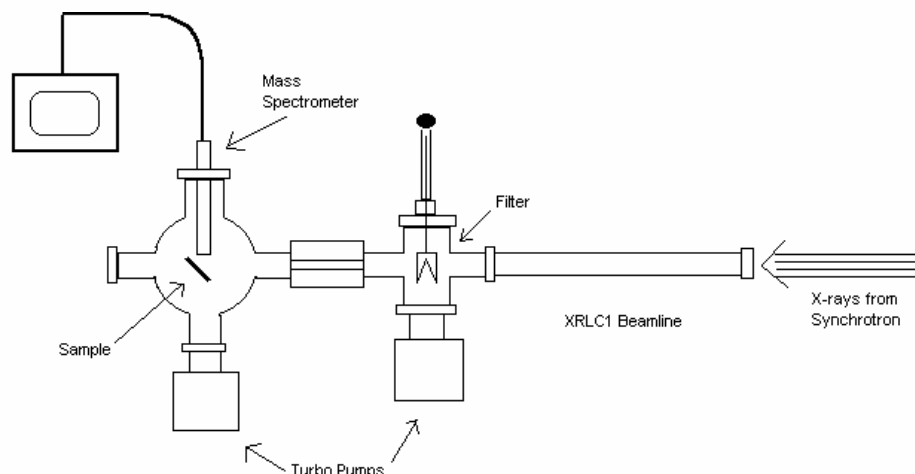 Mass
Spectrometer
Filter
X-rays from
Synchrotron
XRLC1 Beamline
Sample
Turbo Pumps